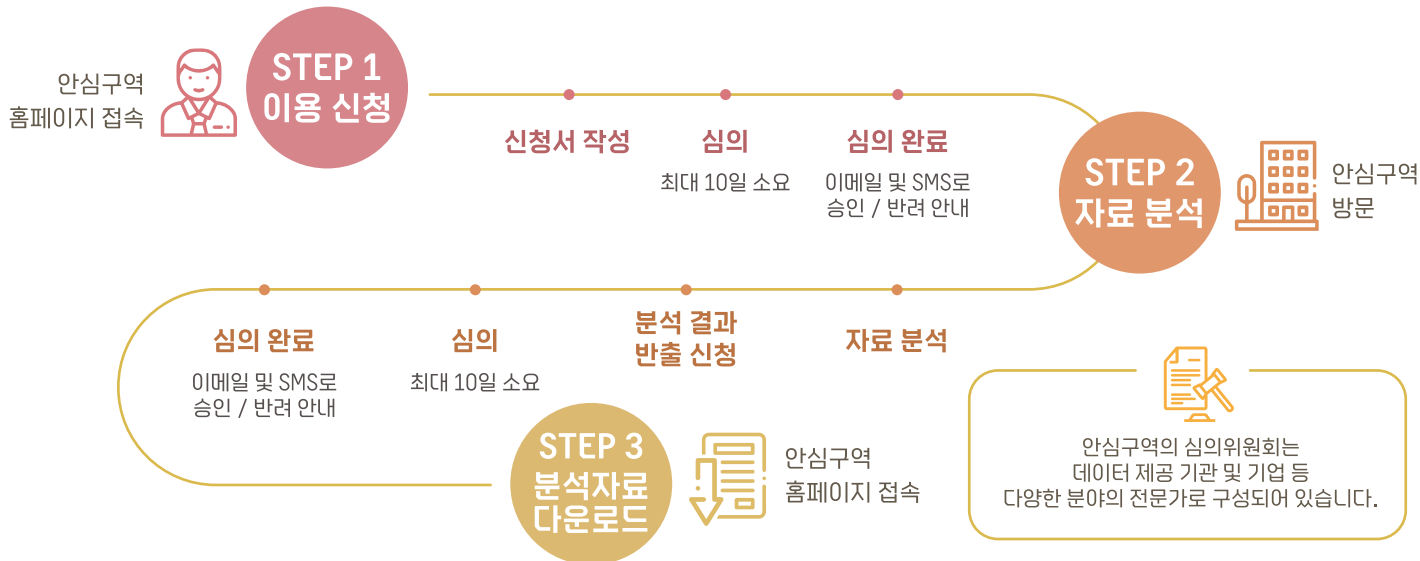 안심구역
홈페이지 접속
STEP 1
이용 신청
신청서 작성
심의
최대 10일 소요
심의 완료
이메일 및 SMS로
승인 / 반려 안내
STEP 2
자료 분석
안심구역
방문
자료 분석
분석 결과
반출 신청
심의
최대 10일 소요
심의 완료
이메일 및 SMS로
승인 / 반려 안내
STEP 3
분석자료
다운로드
안심구역
홈페이지 접속
안심구역의 심의위원회는
데이터 제공 기관 및 기업 등
다양한 분야의 전문가로 구성되어 있습니다.